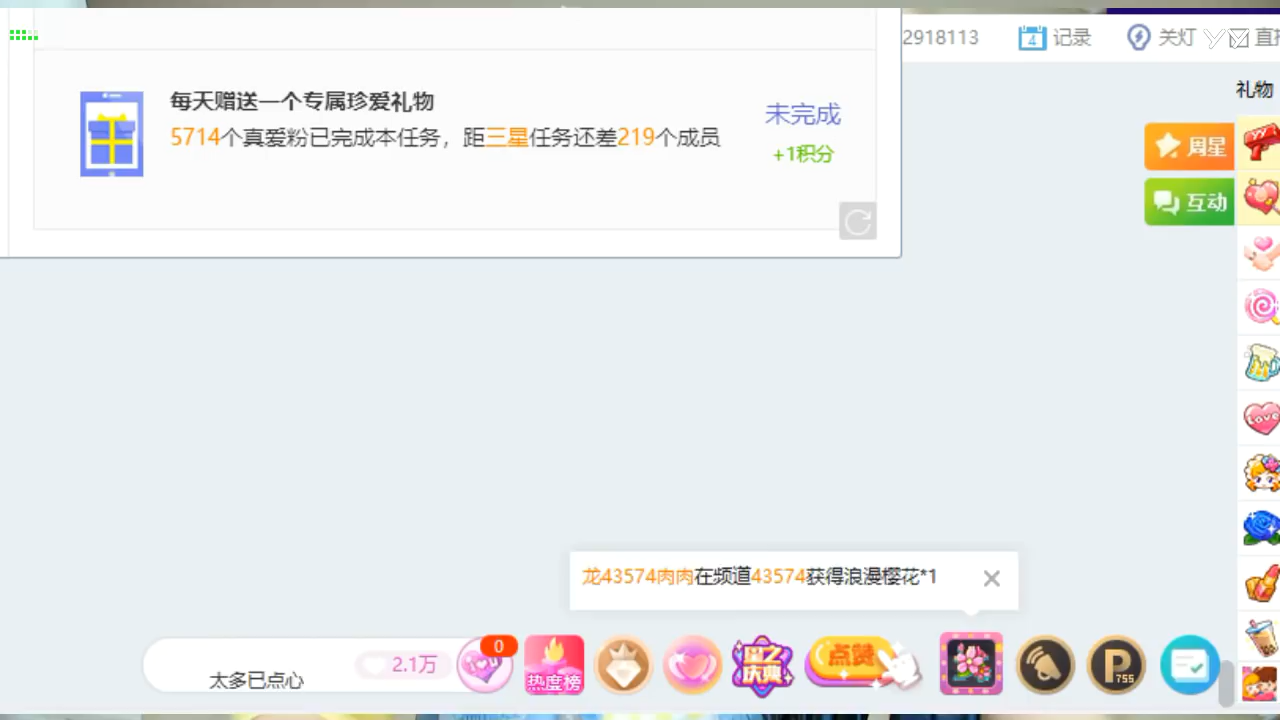 2918113
4
记录
关灯
YY 直播
礼物
每天赠送一个专属珍爱礼物
5714个真爱粉已完成本任务，距三星任务还差219个成员
未完成
+1积分
周星
互动
Love
龙43574肉肉在频道43574获得浪漫樱花*1
太多已点心
2.1万
0
热度榜
点赞
P
755